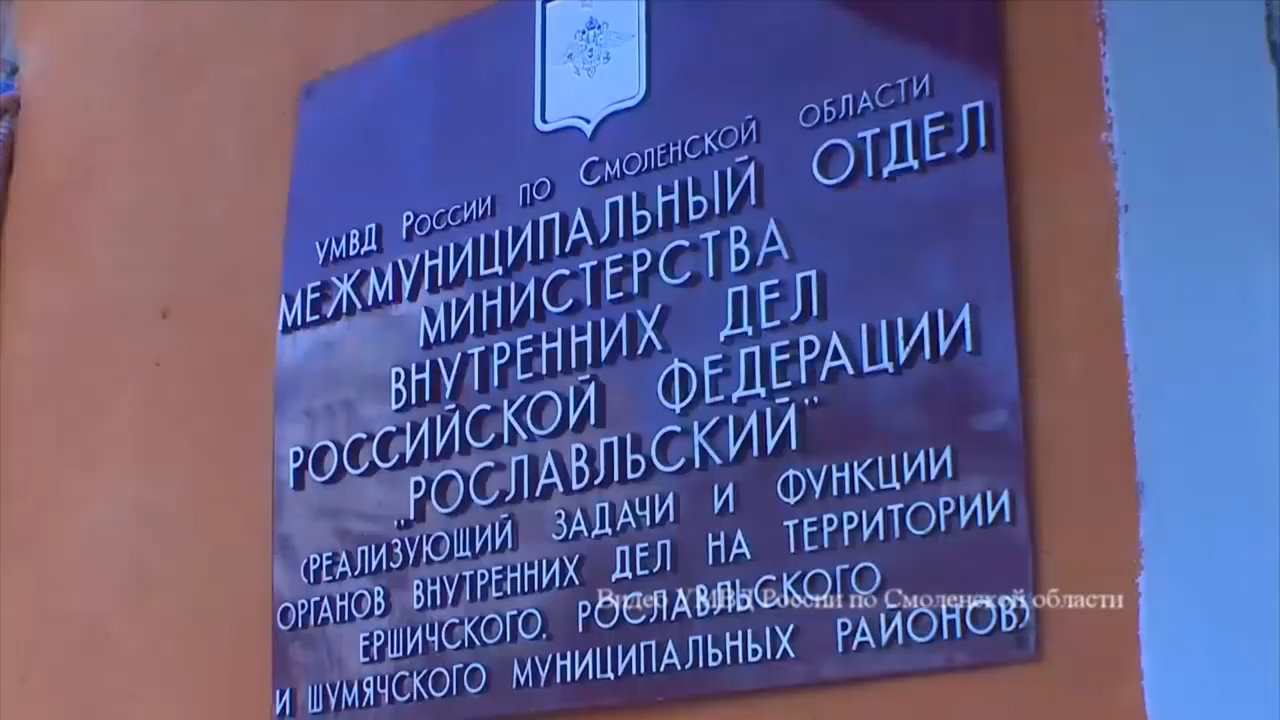 УМВД России по Смоленской области
МЕЖМУНИЦИПАЛЬНЫЙ ОТДЕЛ
МИНИСТЕРСТВА
ВНУТРЕННИХ ДЕЛ
РОССИЙСКОЙ ФЕДЕРАЦИИ
„РОСЛАВЛЬСКИЙ"
(РЕАЛИЗУЮЩИЙ ЗАДАЧИ И ФУНКЦИИ
ОРГАНОВ ВНУТРЕННИХ ДЕЛ НА ТЕРРИТОРИИ
ЕРШИЧСКОГО, РОСЛАВЛЬСКОГО
И ШУМЯЧСКОГО МУНИЦИПАЛЬНЫХ РАЙОНОВ)
Видео УМВД России по Смоленской области